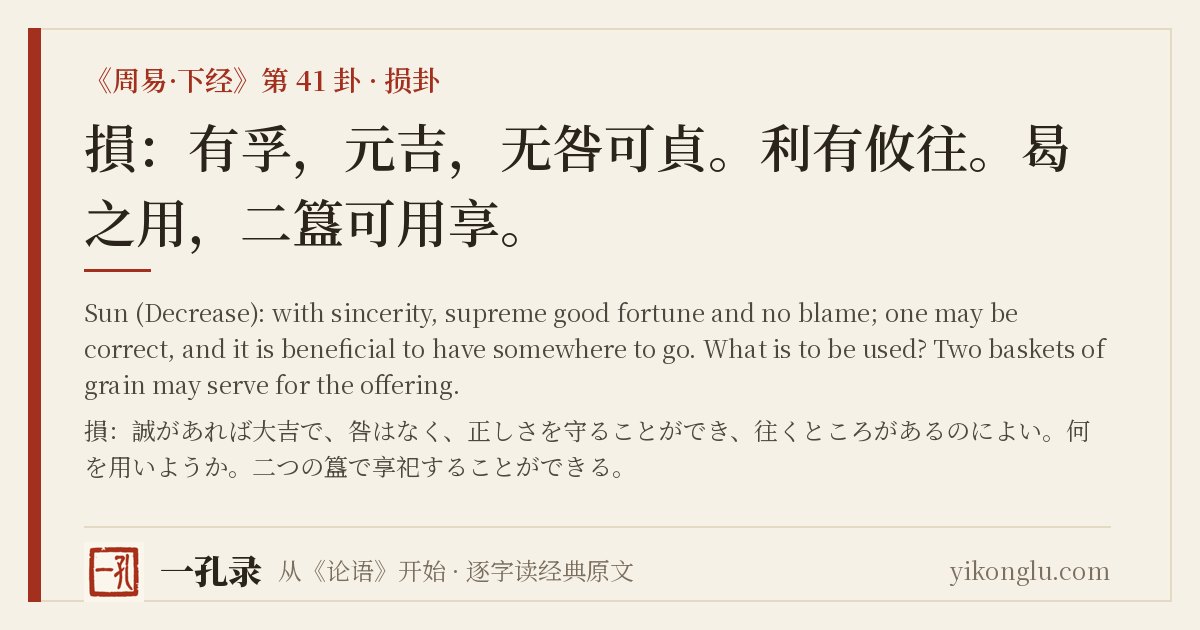 《周易·下经》第 41 卦 · 损卦
損：有孚，元吉，无咎可貞。利有攸往。曷
之用，二簋可用享。
Sun (Decrease): with sincerity, supreme good fortune and no blame; one may be
correct, and it is beneficial to have somewhere to go. What is to be used? Two baskets of
grain may serve for the offering.
損：誠があれば大吉で、咎はなく、正しさを守ることができ、往くところがあるのによい。何
を用いようか。二つの簋で享祀することができる。
一孔
一孔录 从《论语》开始 · 逐字读经典原文 yikonglu.com